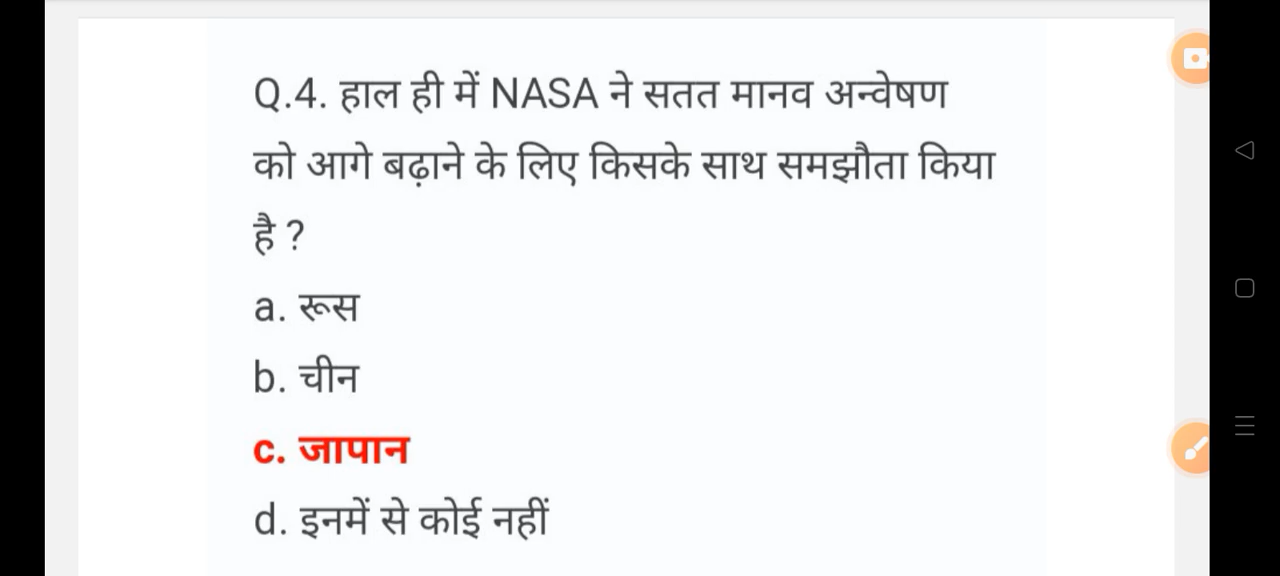 Q.4. हाल ही में NASA ने सतत मानव अन्वेषण
को आगे बढ़ाने के लिए किसके साथ समझौता किया
है ?
a. रूस
b. चीन
c. जापान
d. इनमें से कोई नहीं